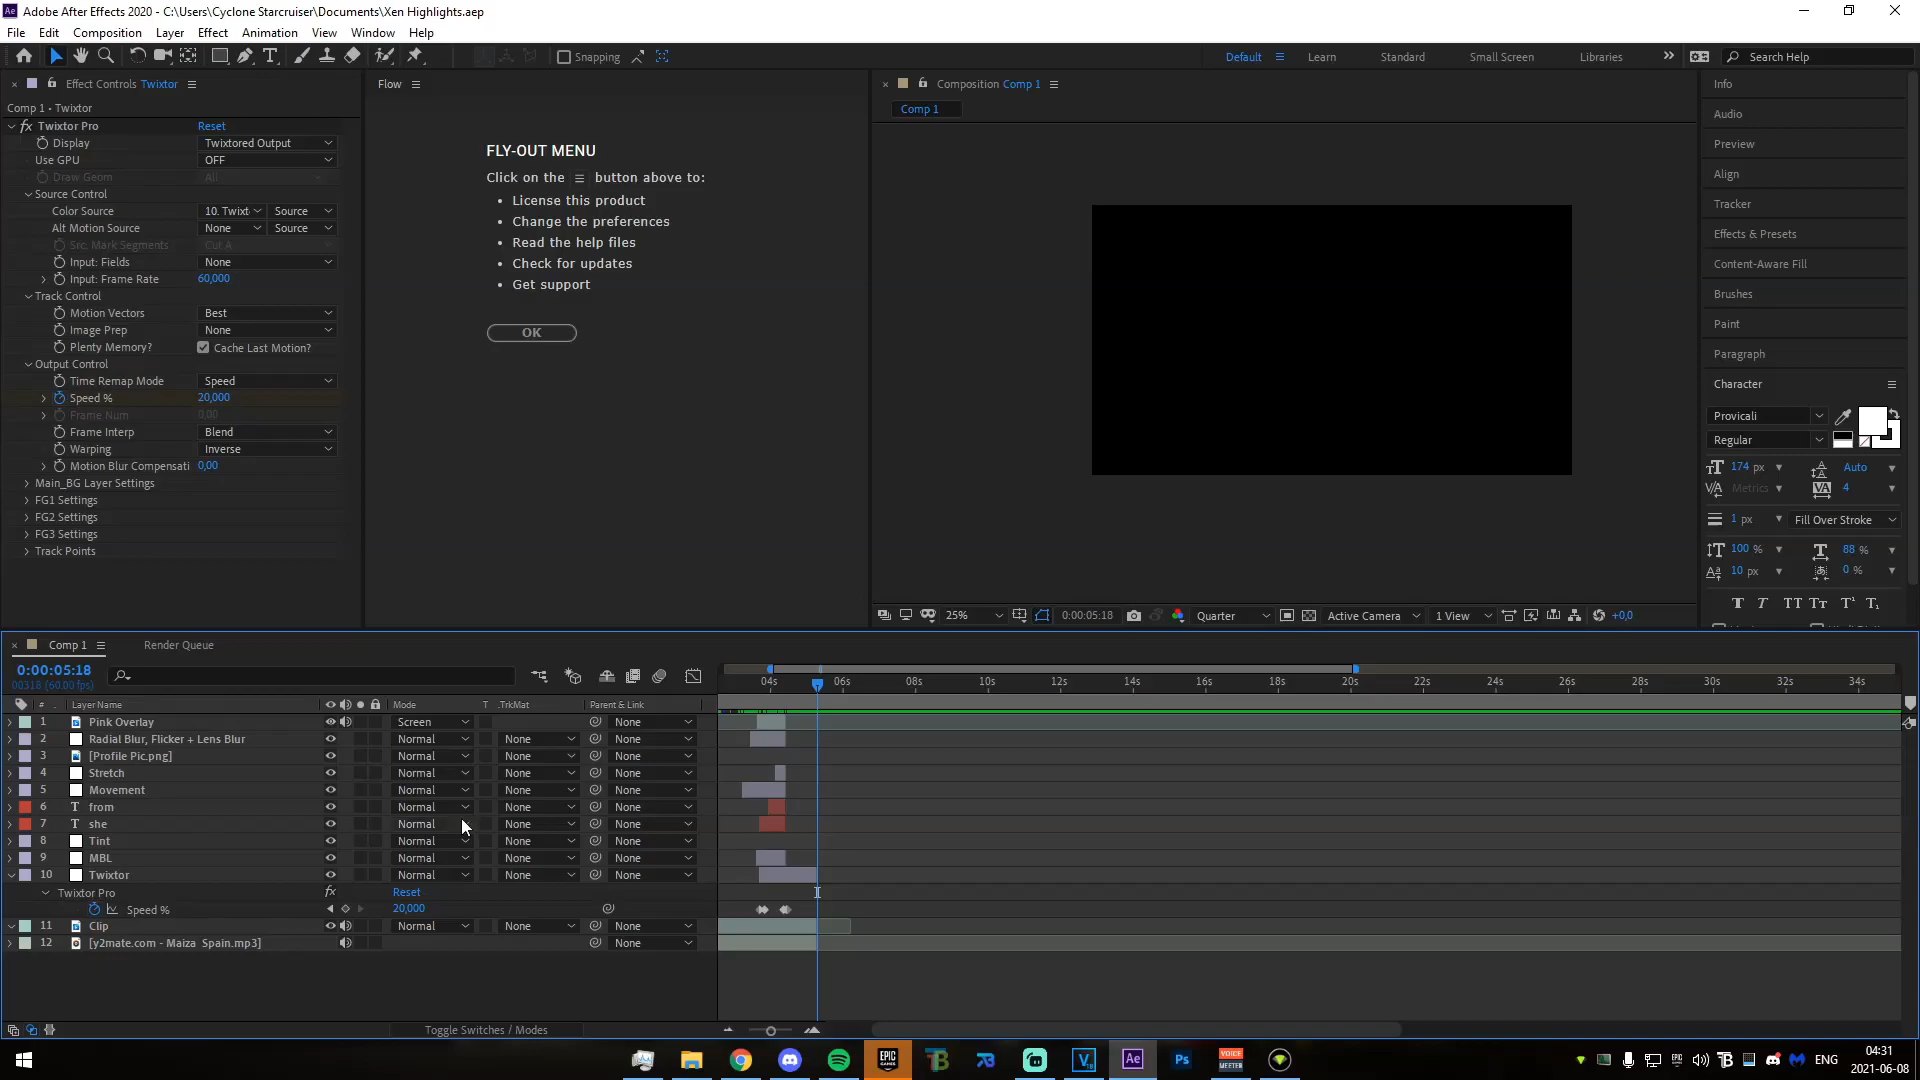 Adobe After Effects 2020 - C:\Users\Cyclone Starcruiser\Documents\Xen Highlights.aep
File Edit Composition Layer Effect Animation View Window Help
Snapping
Default Learn Standard Small Screen Libraries Search Help
Effect Controls Twixtor
Comp 1 • Twixtor
fx Twixtor Pro Reset
Display Twixtored Output
Use GPU OFF
Draw Geom All
Source Control
Color Source 10. Twixt Source
Alt Motion Source None Source
Src. Mark Segments Cut A
Input: Fields None
Input: Frame Rate 60,000
Track Control
Motion Vectors Best
Image Prep None
Plenty Memory? Cache Last Motion?
Output Control
Time Remap Mode Speed
Speed % 20,000
Frame Num 0,00
Frame Interp Blend
Warping Inverse
Motion Blur Compensati 0,00
Main_BG Layer Settings
FG1 Settings
FG2 Settings
FG3 Settings
Track Points
Flow
FLY-OUT MENU
Click on the ≡ button above to:
• License this product
• Change the preferences
• Read the help files
• Check for updates
• Get support
OK
Composition Comp 1
Comp 1
25% 0:00:05:18 Quarter Active Camera 1 View +0,0
Info
Audio
Preview
Align
Tracker
Effects & Presets
Content-Aware Fill
Brushes
Paint
Paragraph
Character
Provicali
Regular
174 px Auto
Metrics 4
1 px Fill Over Stroke
100 % 88 %
10 px 0 %
T T TT Tt T¹ T₁
Comp 1 Render Queue
0:00:05:18
00318 (60.00 fps)
04s 06s 08s 10s 12s 14s 16s 18s 20s 22s 24s 26s 28s 30s 32s 34s
# Layer Name Mode T .TrkMat Parent & Link
1 Pink Overlay Screen None
2 Radial Blur, Flicker + Lens Blur Normal None None
3 [Profile Pic.png] Normal None None
4 Stretch Normal None None
5 Movement Normal None None
6 T from Normal None None
7 T she Normal None None
8 Tint Normal None None
9 MBL Normal None None
10 Twixtor Normal None None
Twixtor Pro fx Reset
Speed % 20,000
11 Clip Normal None None
12 [y2mate.com - Maiza Spain.mp3] None
Toggle Switches / Modes
EPIC GAMES Ae Ps VOICE MEETER ENG 04:31
2021-06-08